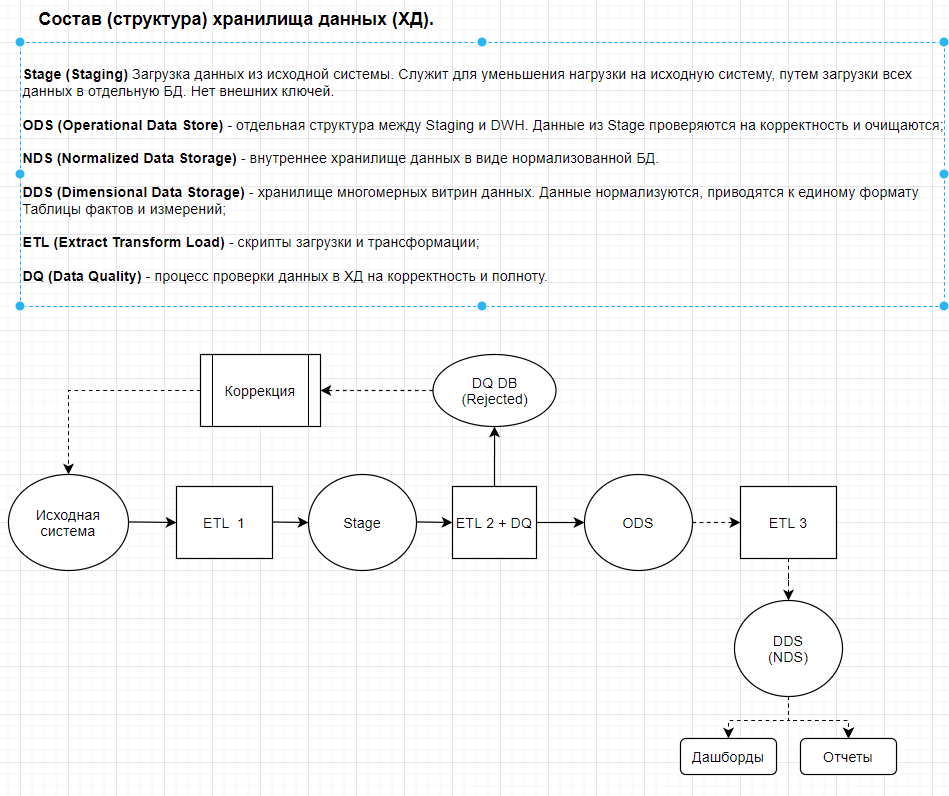 Состав (структура) хранилища данных (ХД).
Stage (Staging) Загрузка данных из исходной системы. Служит для уменьшения нагрузки на исходную систему, путем загрузки всех
данных в отдельную БД. Нет внешних ключей.
ODS (Operational Data Store) - отдельная структура между Staging и DWH. Данные из Stage проверяются на корректность и очищаются;
NDS (Normalized Data Storage) - внутреннее хранилище данных в виде нормализованной БД.
DDS (Dimensional Data Storage) - хранилище многомерных витрин данных. Данные нормализуются, приводятся к единому формату
Таблицы фактов и измерений;
ETL (Extract Transform Load) - скрипты загрузки и трансформации;
DQ (Data Quality) - процесс проверки данных в ХД на корректность и полноту.
Коррекция
DQ DB
(Rejected)
Исходная
система
ETL 1
Stage
ETL 2 + DQ
ODS
ETL 3
DDS
(NDS)
Дашборды
Отчеты